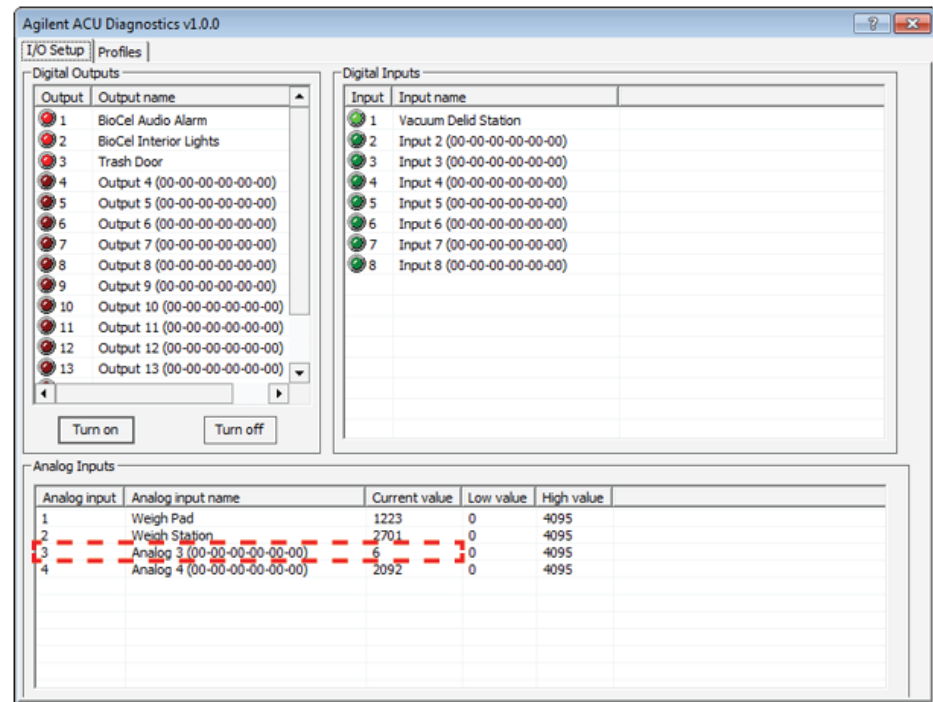 Agilent ACU Diagnostics v1.0.0
I/O Setup Profiles
Digital Outputs
Output Output name
1 BioCel Audio Alarm
2 BioCel Interior Lights
3 Trash Door
4 Output 4 (00-00-00-00-00-00)
5 Output 5 (00-00-00-00-00-00)
6 Output 6 (00-00-00-00-00-00)
7 Output 7 (00-00-00-00-00-00)
8 Output 8 (00-00-00-00-00-00)
9 Output 9 (00-00-00-00-00-00)
10 Output 10 (00-00-00-00-00-00)
11 Output 11 (00-00-00-00-00-00)
12 Output 12 (00-00-00-00-00-00)
13 Output 13 (00-00-00-00-00-00)
Turn on Turn off
Digital Inputs
Input Input name
1 Vacuum Delid Station
2 Input 2 (00-00-00-00-00-00)
3 Input 3 (00-00-00-00-00-00)
4 Input 4 (00-00-00-00-00-00)
5 Input 5 (00-00-00-00-00-00)
6 Input 6 (00-00-00-00-00-00)
7 Input 7 (00-00-00-00-00-00)
8 Input 8 (00-00-00-00-00-00)
Analog Inputs
Analog input Analog input name Current value Low value High value
1 Weigh Pad 1223 0 4095
2 Weigh Station 2701 0 4095
3 Analog 3 (00-00-00-00-00-00) 6 0 4095
4 Analog 4 (00-00-00-00-00-00) 2092 0 4095